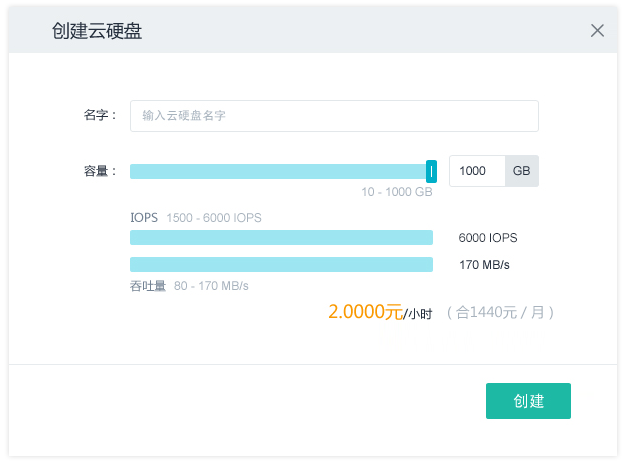 创建云硬盘
名字： 输入云硬盘名字
容量： 1000 GB
10 - 1000 GB
IOPS 1500 - 6000 IOPS
6000 IOPS
170 MB/s
吞吐量 80 - 170 MB/s
2.0000元/小时 （合1440元 / 月）
创建